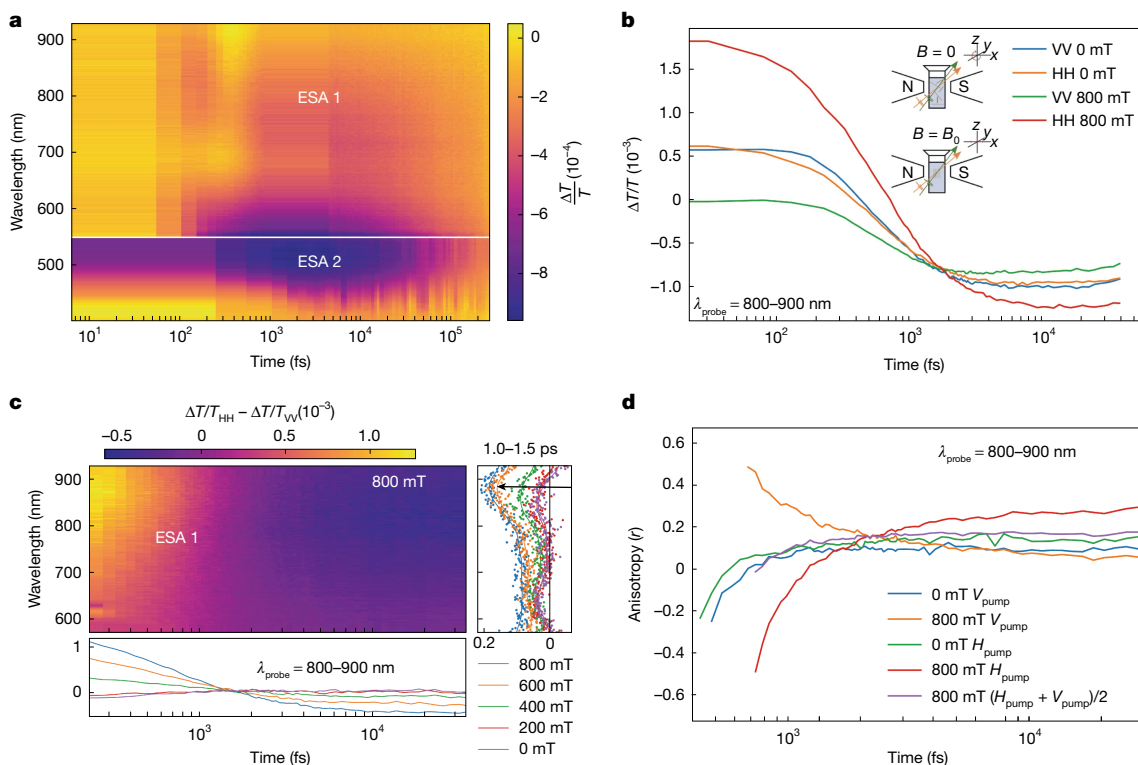 a
900
800
700
600
500
Wavelength (nm)
ESA 1
ESA 2
10¹
10²
10³
10⁴
10⁵
Time (fs)
0
−2
−4
−6
−8
ΔT/T (10⁻⁴)
b
1.5
1.0
0.5
0
−0.5
−1.0
ΔT/T (10⁻³)
B = 0
z
y
x
N
S
B = B₀
z
y
x
N
S
VV 0 mT
HH 0 mT
VV 800 mT
HH 800 mT
λprobe = 800–900 nm
10²
10³
10⁴
Time (fs)
c
ΔT/T_HH − ΔT/T_VV(10⁻³)
−0.5
0
0.5
1.0
900
800
700
600
Wavelength (nm)
800 mT
ESA 1
1.0–1.5 ps
0.2
0
1
0
λprobe = 800–900 nm
10³
10⁴
Time (fs)
800 mT
600 mT
400 mT
200 mT
0 mT
d
0.6
0.4
0.2
0
−0.2
−0.4
−0.6
Anisotropy (r)
λprobe = 800–900 nm
0 mT Vpump
800 mT Vpump
0 mT Hpump
800 mT Hpump
800 mT (Hpump + Vpump)/2
10³
10⁴
Time (fs)